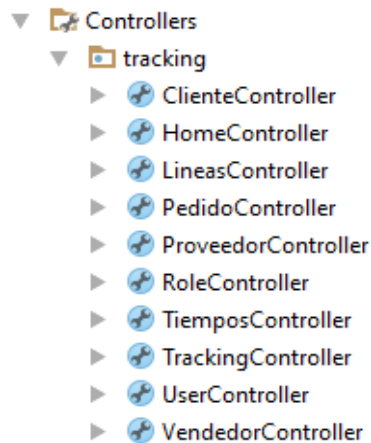 Controllers
tracking
ClienteController
HomeController
LineasController
PedidoController
ProveedorController
RoleController
TiemposController
TrackingController
UserController
VendedorController